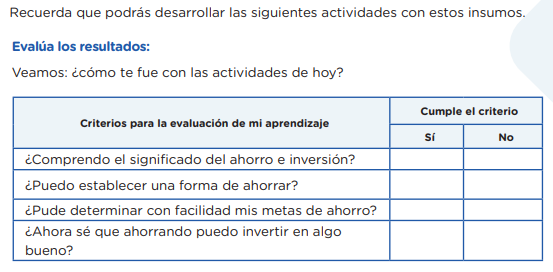 Recuerda que podrás desarrollar las siguientes actividades con estos insumos.
Evalúa los resultados:
Veamos: ¿cómo te fue con las actividades de hoy?
Criterios para la evaluación de mi aprendizaje
Cumple el criterio
Sí
No
¿Comprendo el significado del ahorro e inversión?
¿Puedo establecer una forma de ahorrar?
¿Pude determinar con facilidad mis metas de ahorro?
¿Ahora sé que ahorrando puedo invertir en algo
bueno?